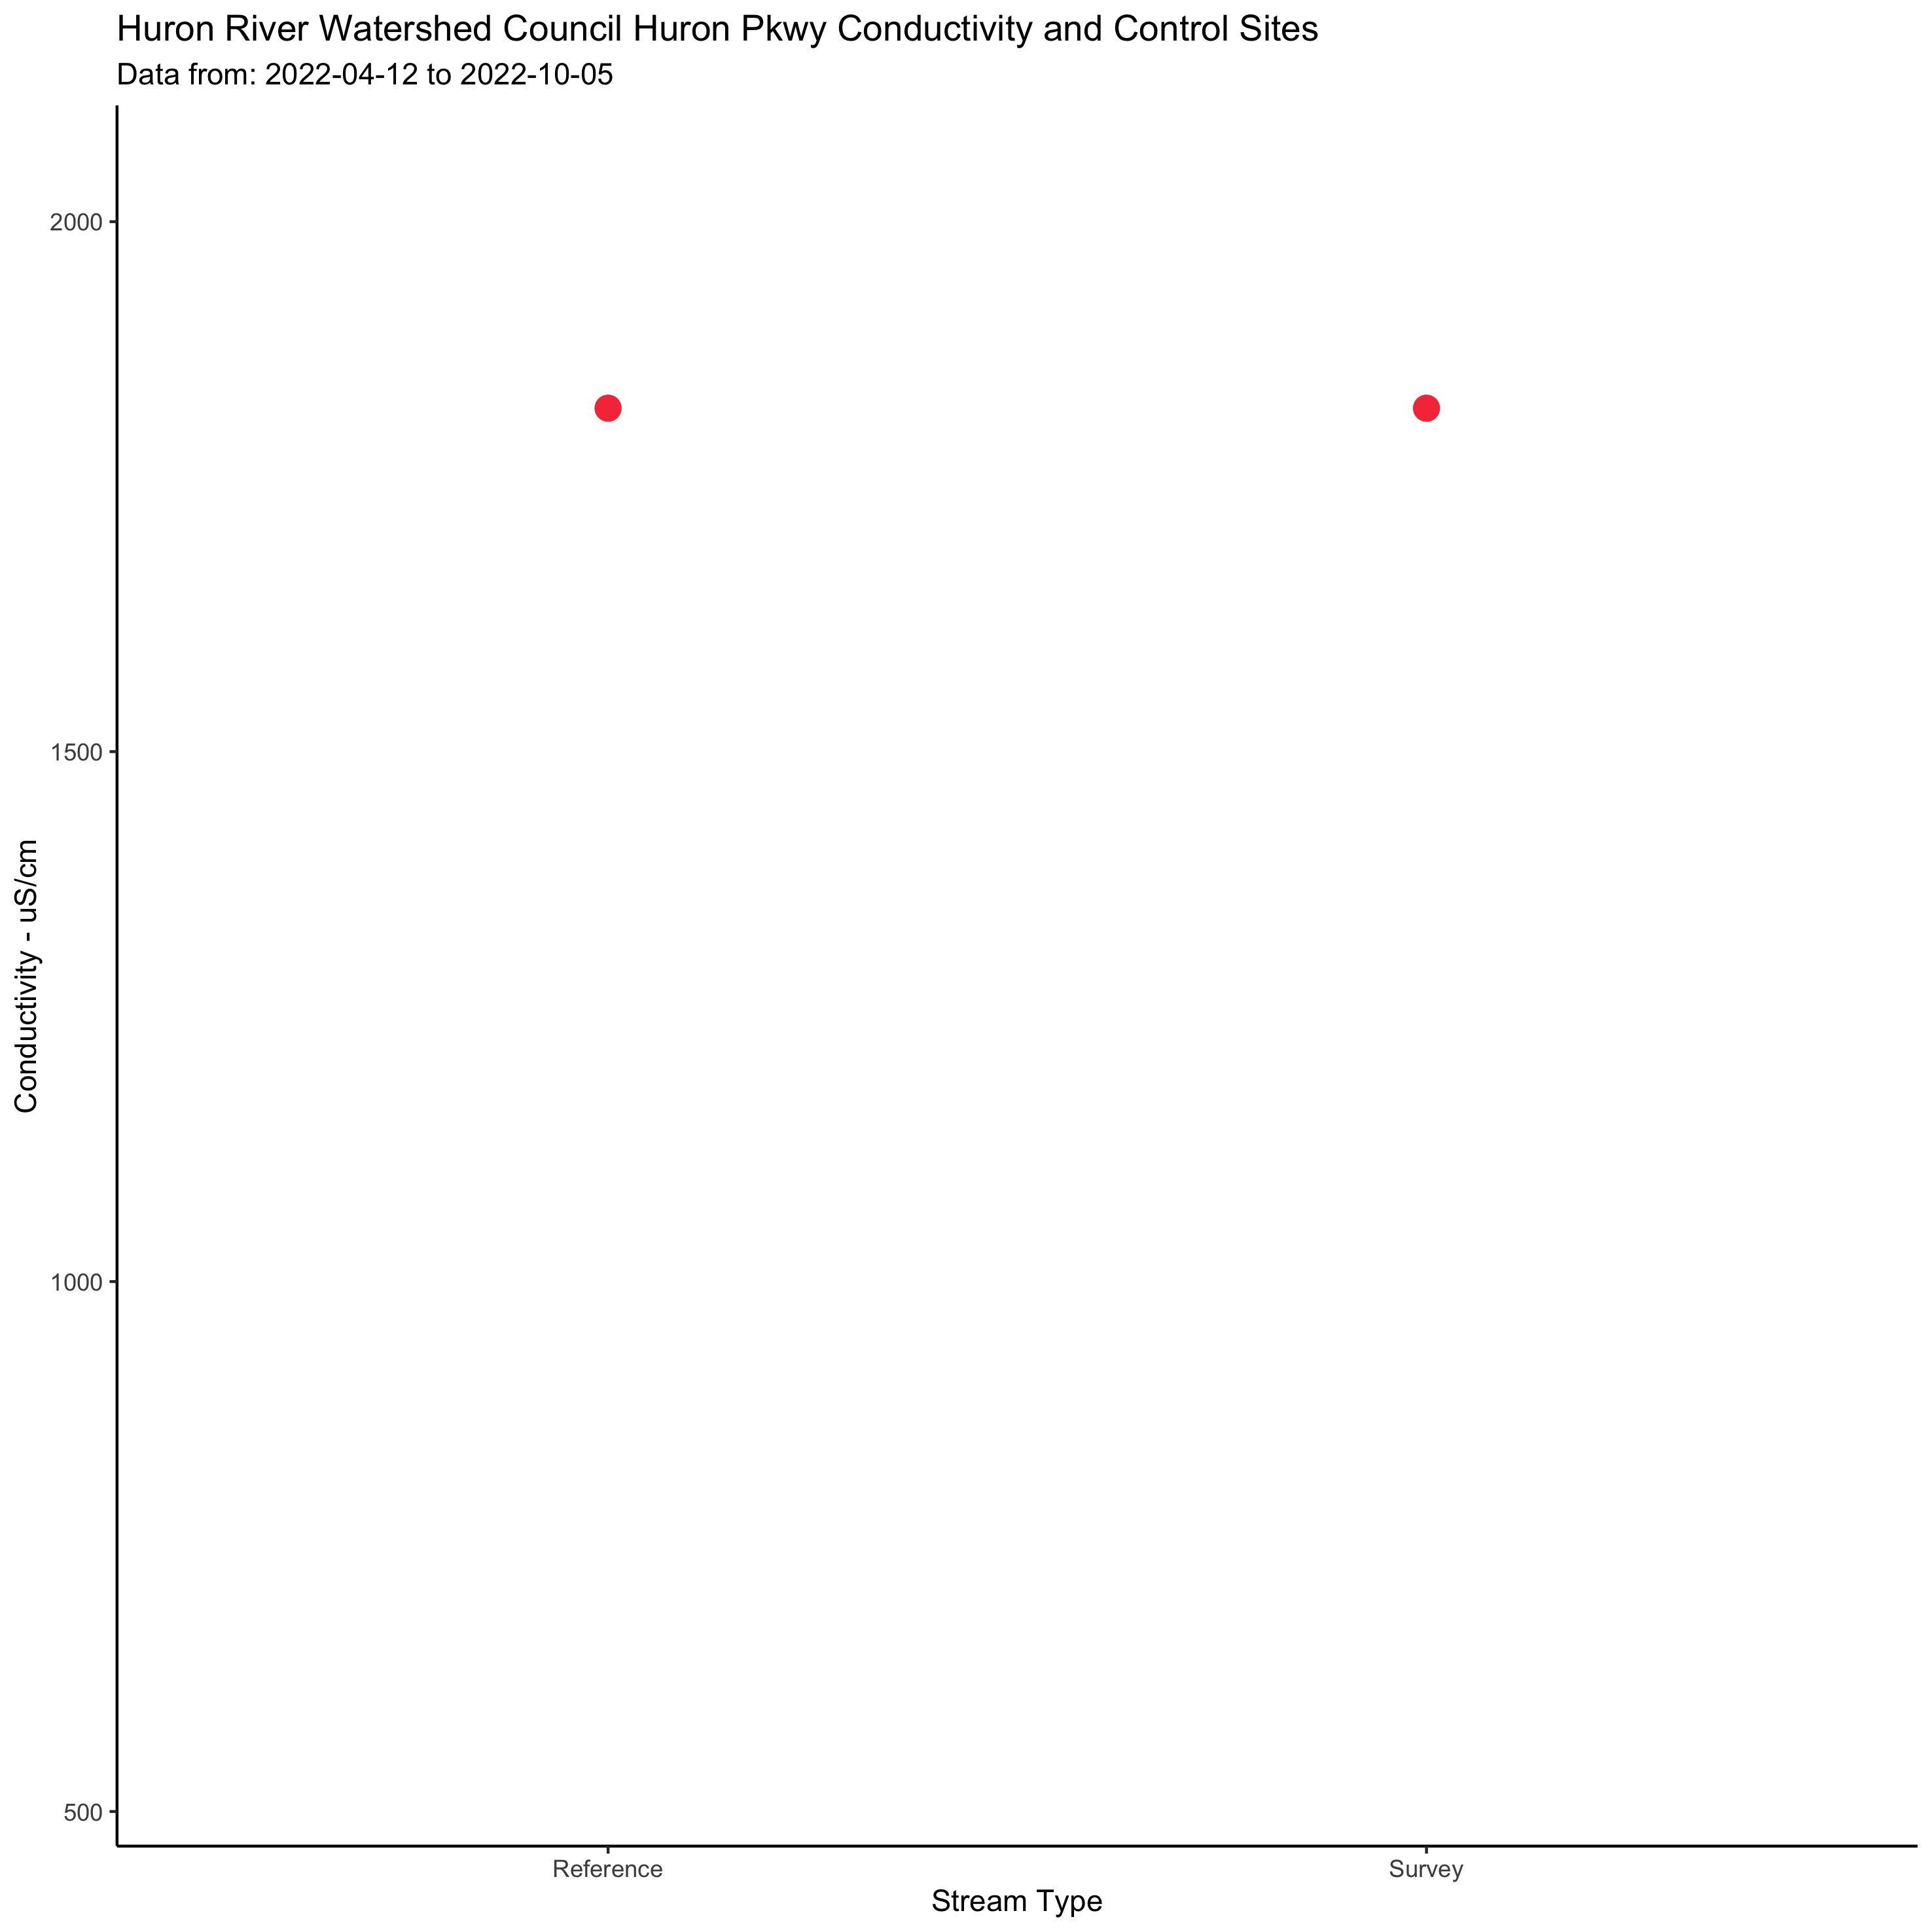 Huron River Watershed Council Huron Pkwy Conductivity and Control Sites
Data from: 2022-04-12 to 2022-10-05
2000
1500
1000
500
Conductivity - uS/cm
Reference
Survey
Stream Type